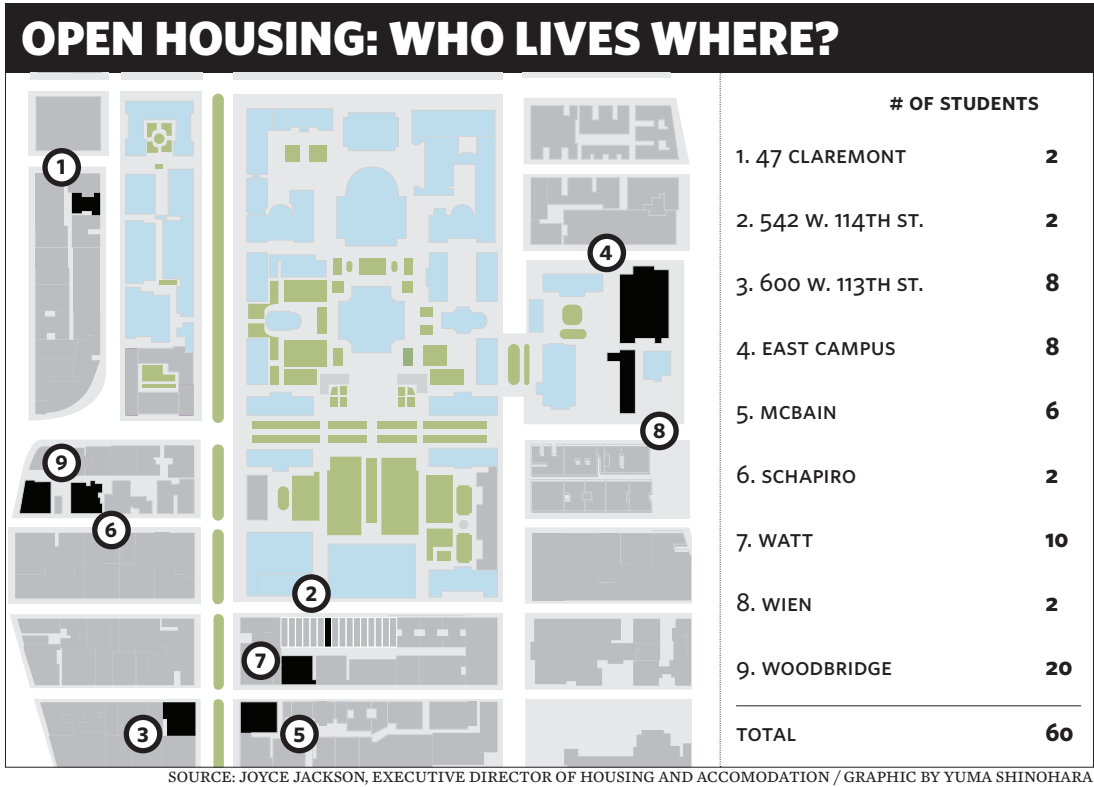 OPEN HOUSING: WHO LIVES WHERE?
# OF STUDENTS
1. 47 CLAREMONT 2
2. 542 W. 114TH ST. 2
3. 600 W. 113TH ST. 8
4. EAST CAMPUS 8
5. MCBAIN 6
6. SCHAPIRO 2
7. WATT 10
8. WIEN 2
9. WOODBRIDGE 20
TOTAL 60
1
4
8
9
6
2
7
3
5
SOURCE: JOYCE JACKSON, EXECUTIVE DIRECTOR OF HOUSING AND ACCOMODATION / GRAPHIC BY YUMA SHINOHARA